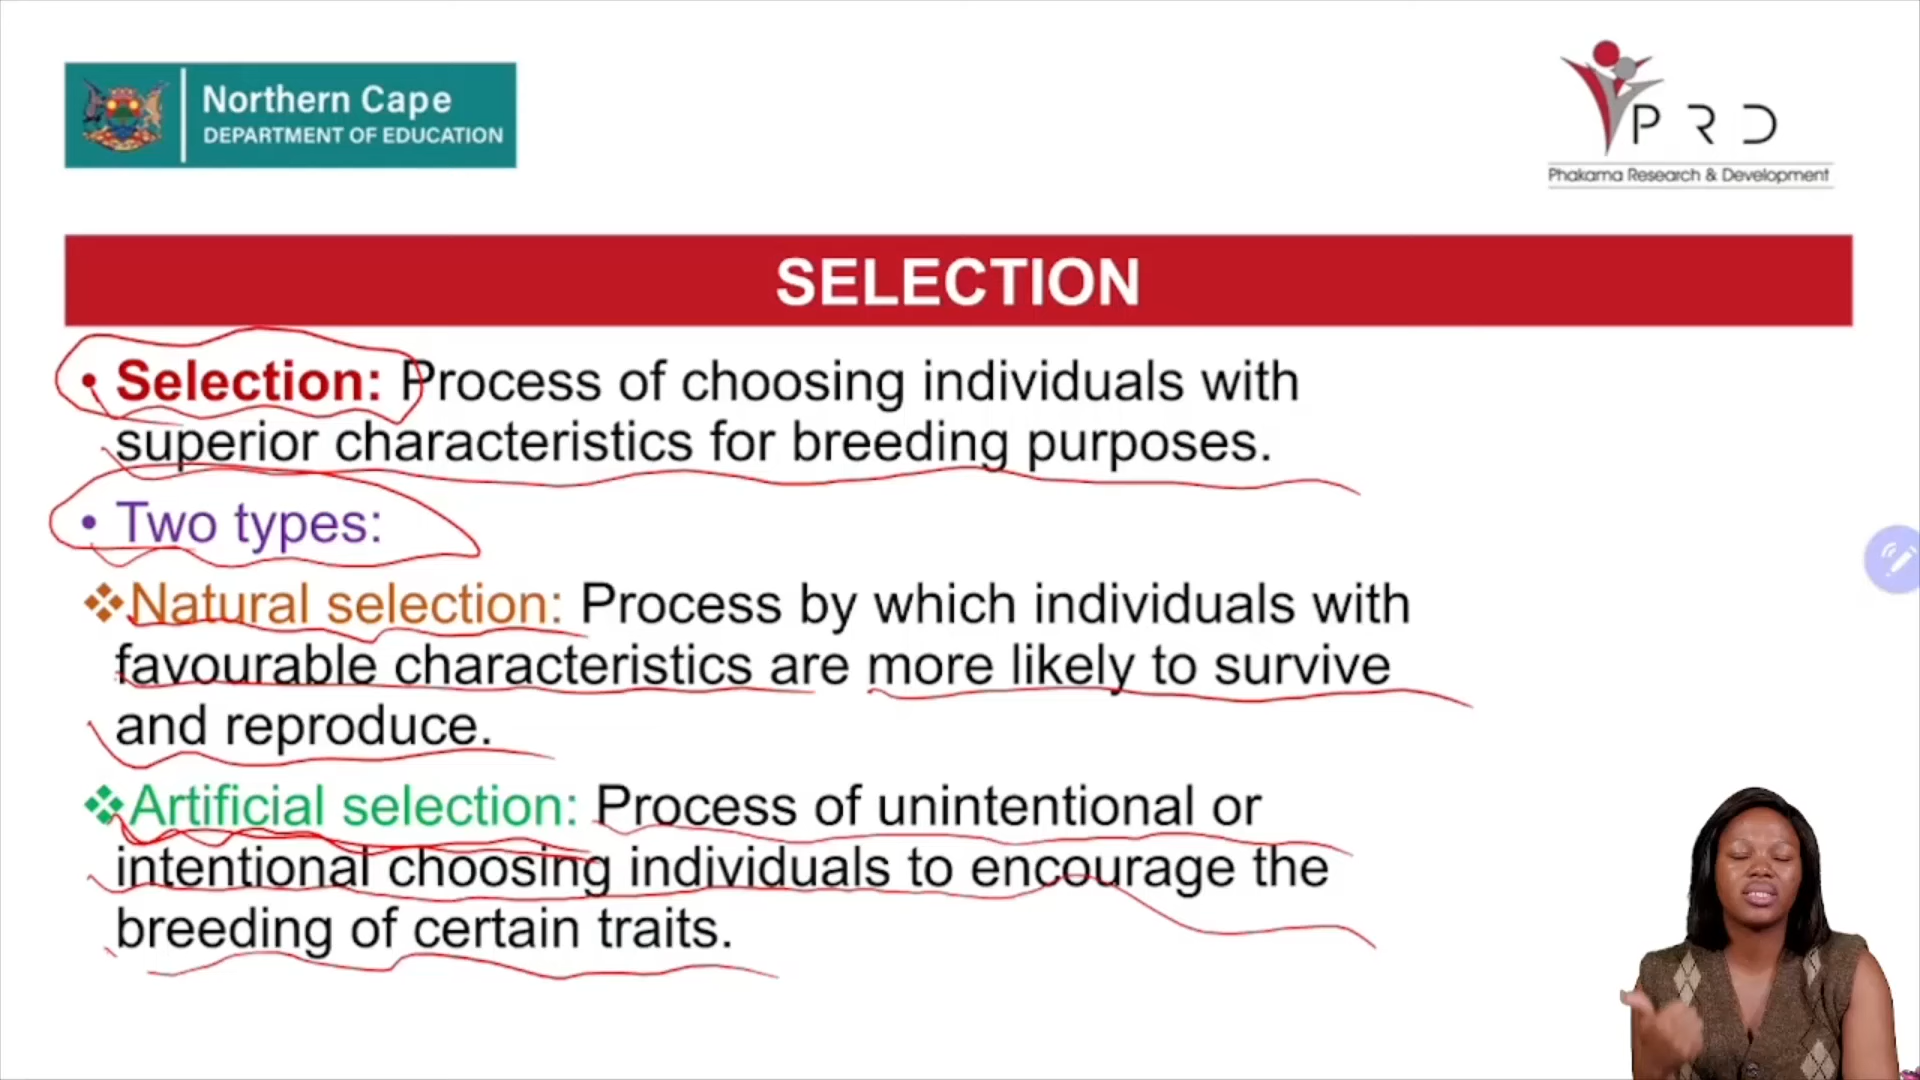 Northern Cape
DEPARTMENT OF EDUCATION
P R D
Phakama Research & Development
SELECTION
• Selection: Process of choosing individuals with
superior characteristics for breeding purposes.
• Two types:
❖Natural selection: Process by which individuals with
favourable characteristics are more likely to survive
and reproduce.
❖Artificial selection: Process of unintentional or
intentional choosing individuals to encourage the
breeding of certain traits.